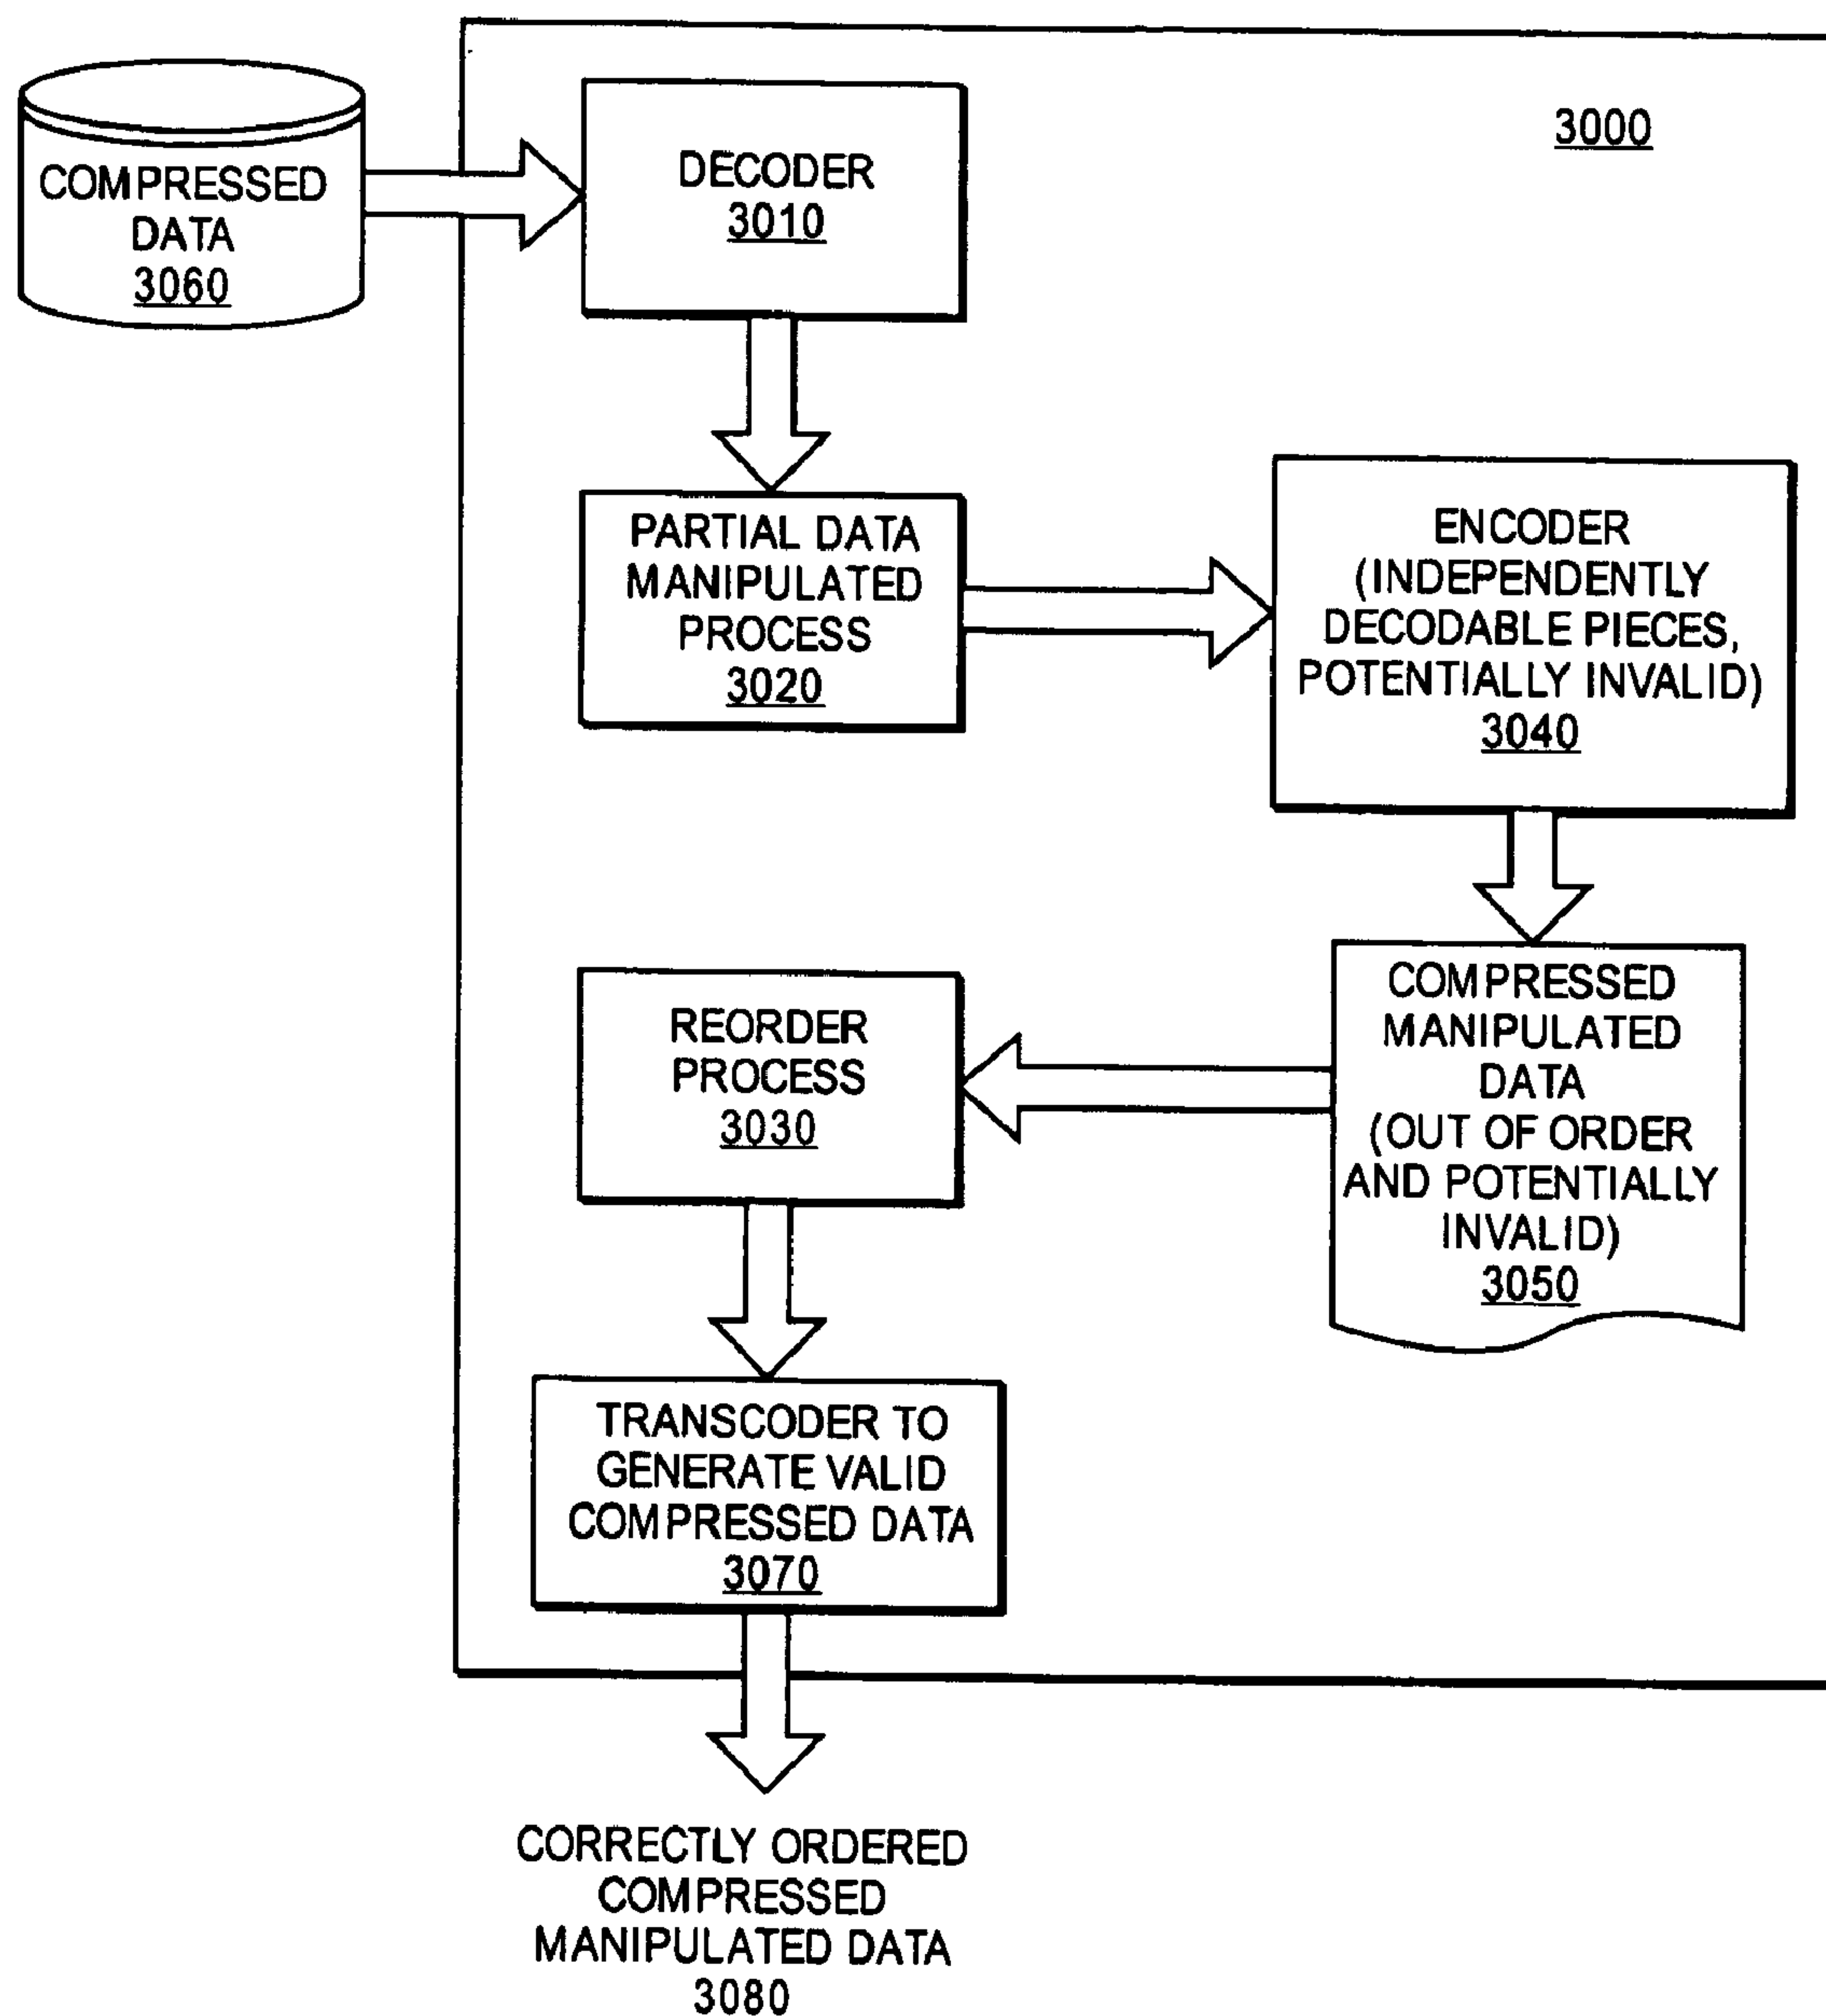 3000
COMPRESSED
DATA
3060
DECODER
3010
PARTIAL DATA
MANIPULATED
PROCESS
3020
ENCODER
(INDEPENDENTLY
DECODABLE PIECES,
POTENTIALLY INVALID)
3040
COMPRESSED
MANIPULATED
DATA
(OUT OF ORDER
AND POTENTIALLY
INVALID)
3050
REORDER
PROCESS
3030
TRANSCODER TO
GENERATE VALID
COMPRESSED DATA
3070
CORRECTLY ORDERED
COMPRESSED
MANIPULATED DATA
3080